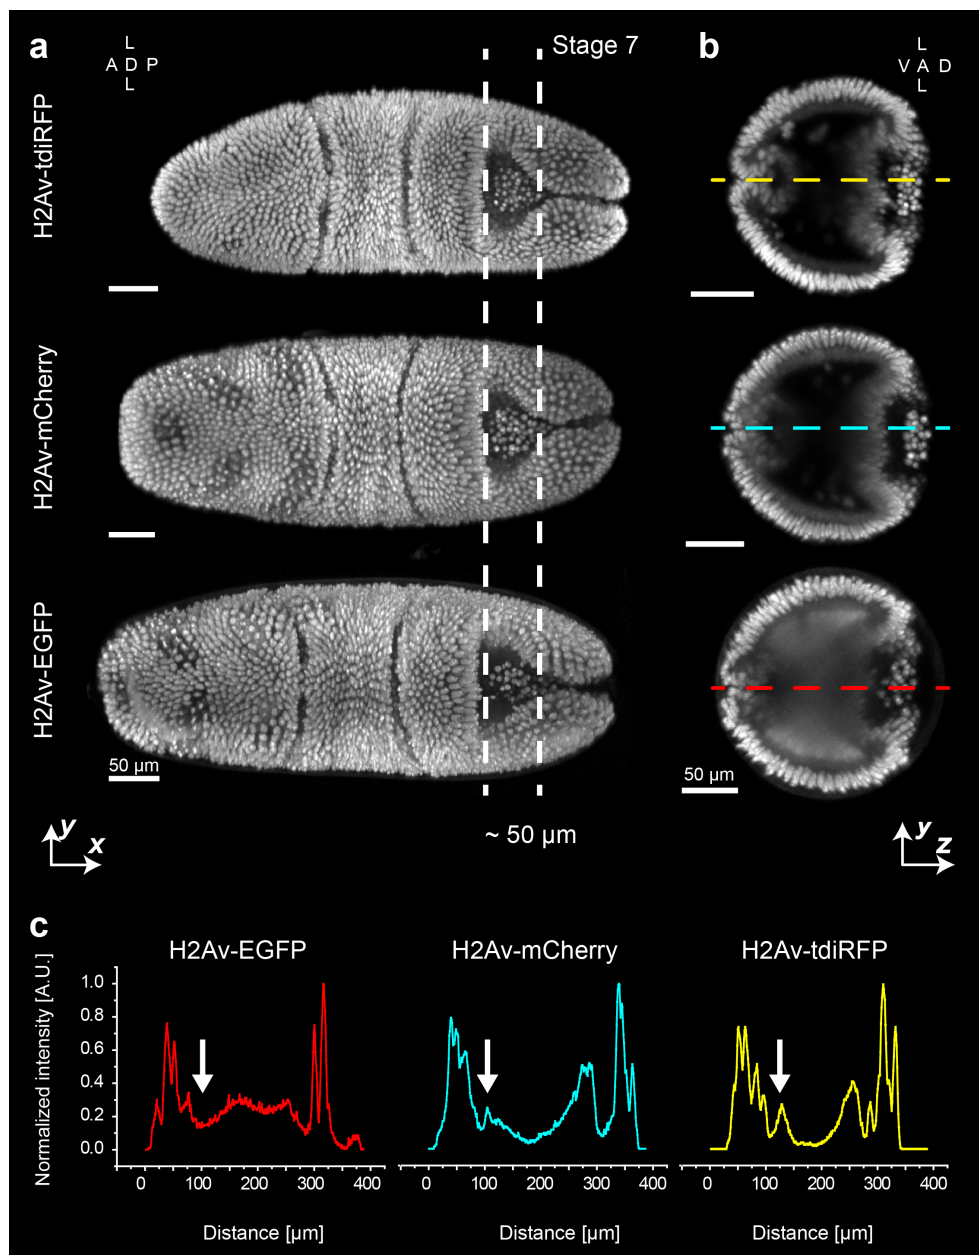 a
L
A D P
L
Stage 7
b
L
V A D
L
H2Av-tdiRFP
H2Av-mCherry
H2Av-EGFP
50 µm
50 µm
y
x
~ 50 µm
y
z
c
H2Av-EGFP
H2Av-mCherry
H2Av-tdiRFP
Normalized intensity [A.U.]
1.0
0.8
0.6
0.4
0.2
0.0
0 100 200 300 400
0 100 200 300 400
0 100 200 300 400
Distance [µm]
Distance [µm]
Distance [µm]